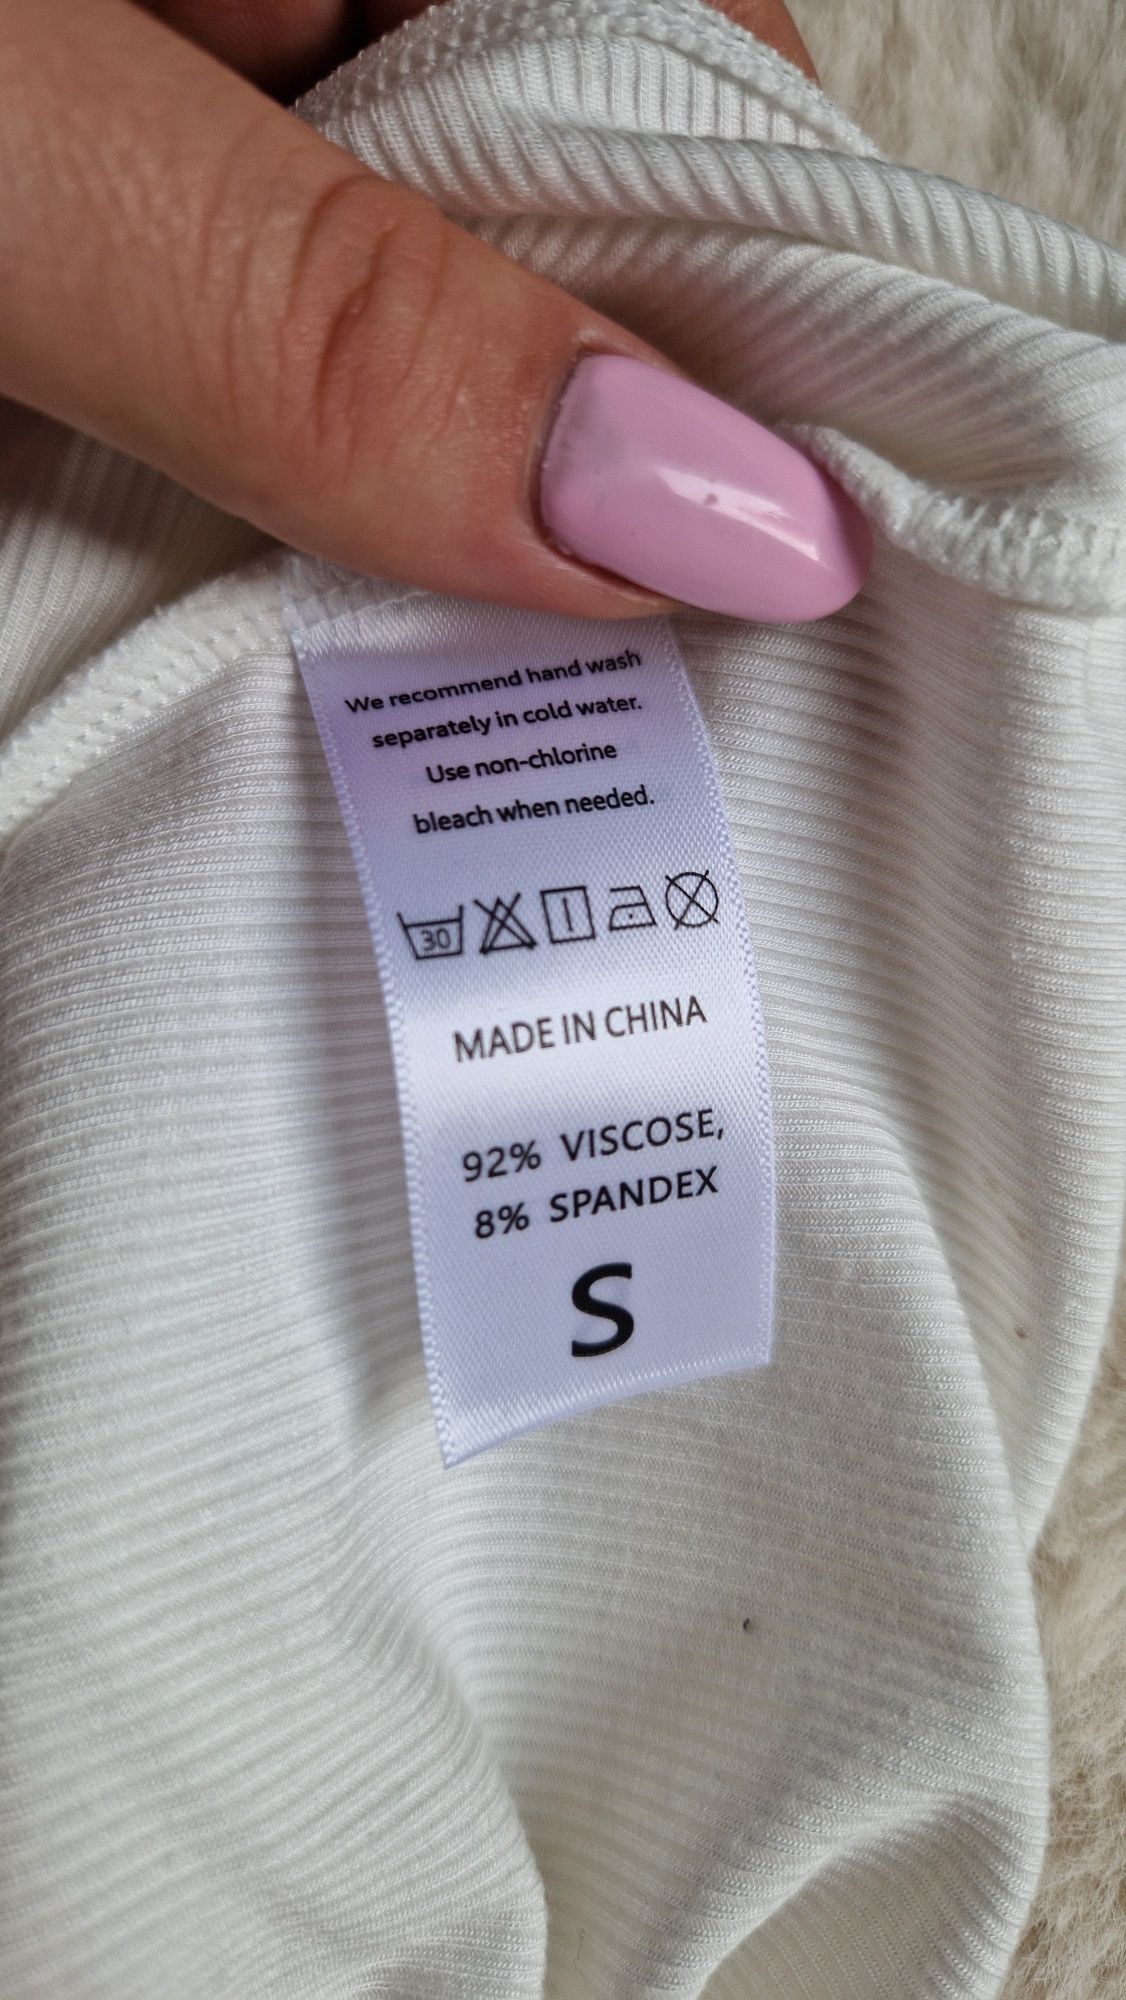 We recommend hand wash
separately in cold water.
Use non-chlorine
bleach when needed.
30
MADE IN CHINA
92% VISCOSE,
8% SPANDEX
S